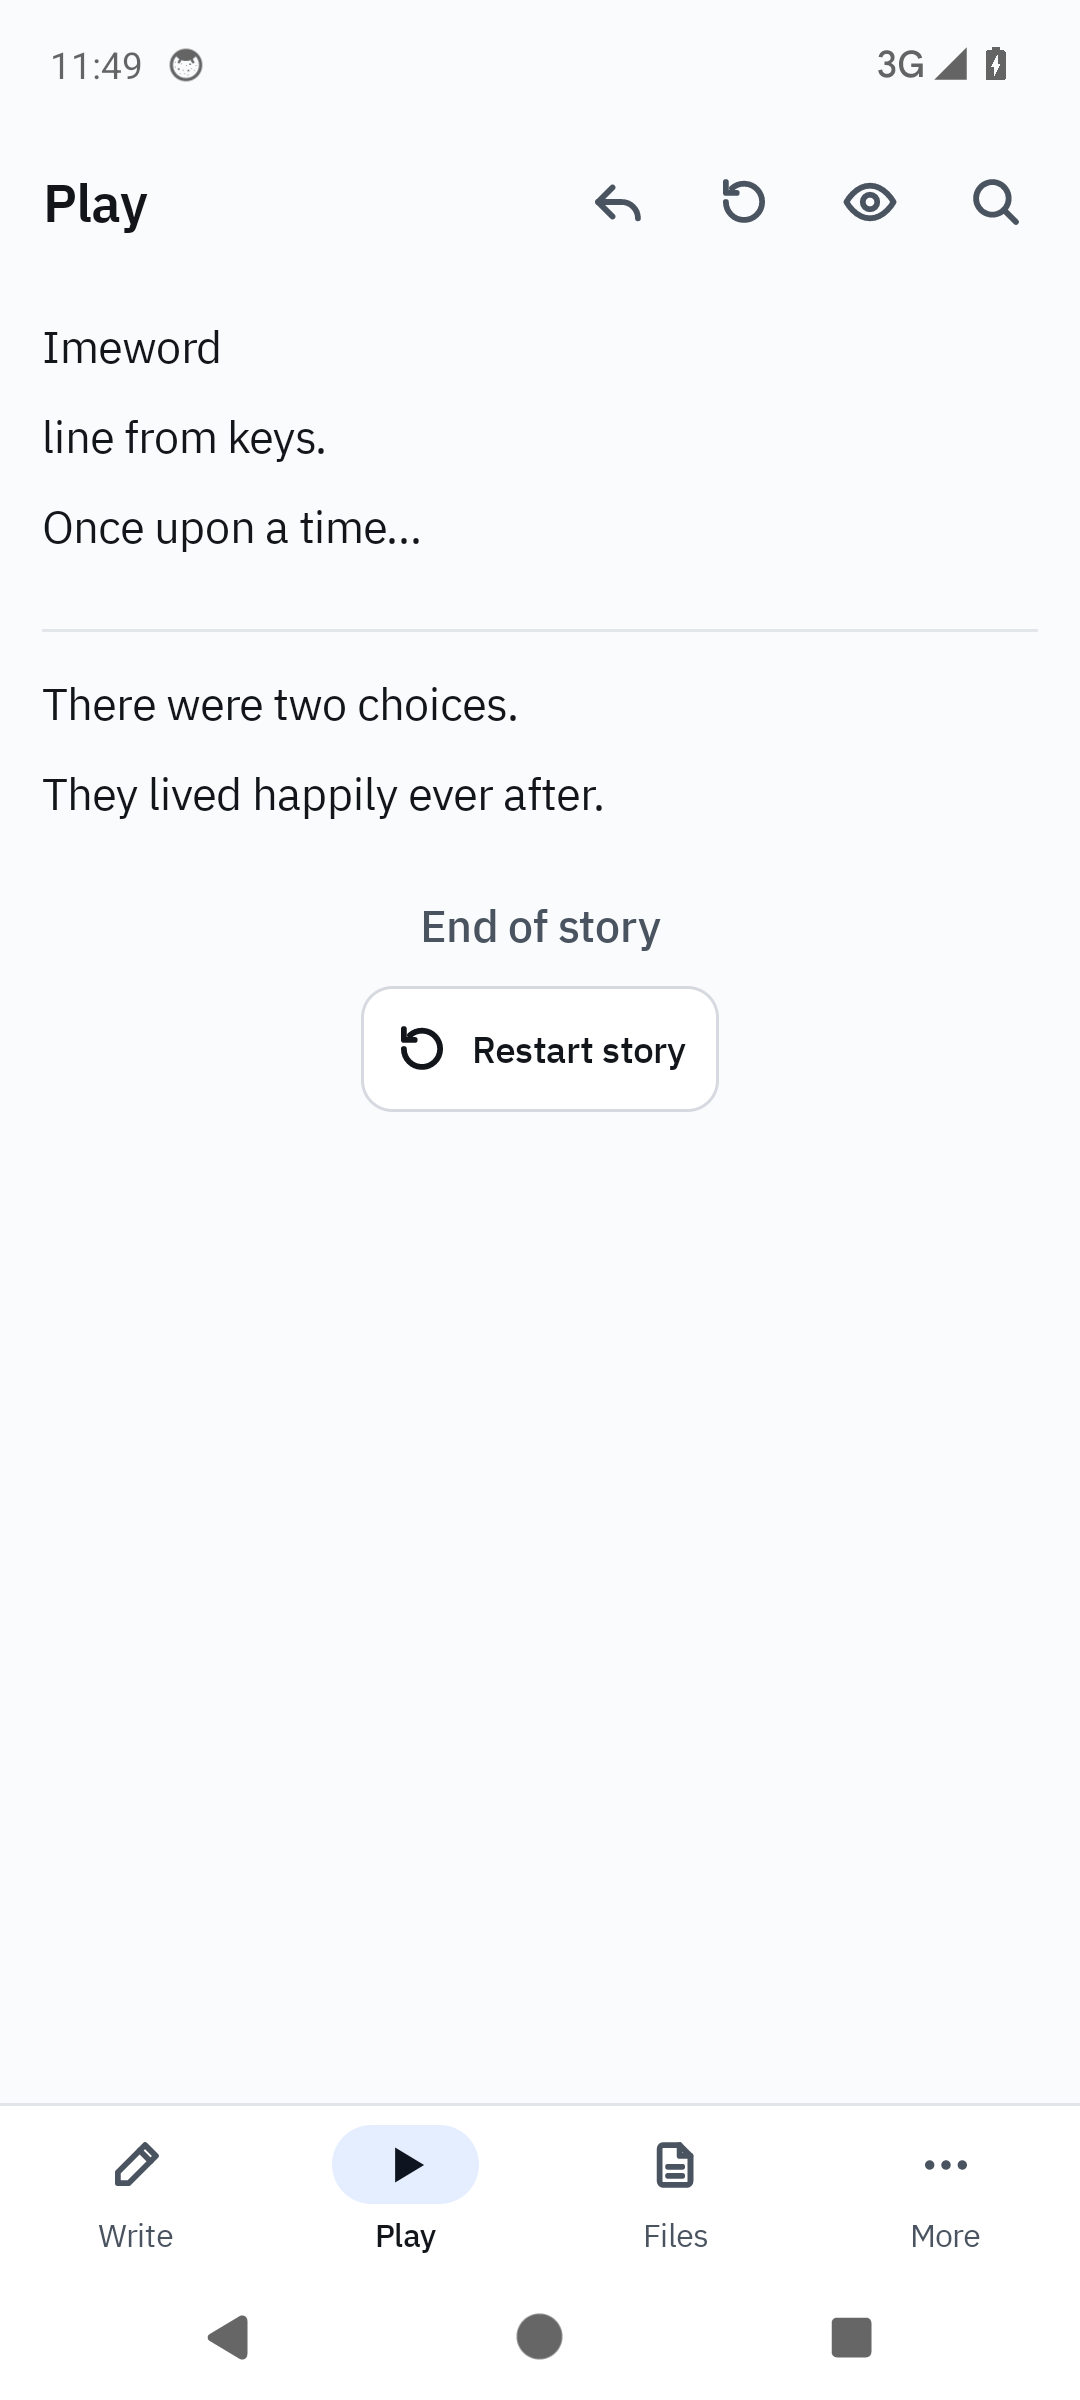 11:49
3G
Play
Imeword
line from keys.
Once upon a time...
There were two choices.
They lived happily ever after.
End of story
Restart story
Write
Play
Files
More